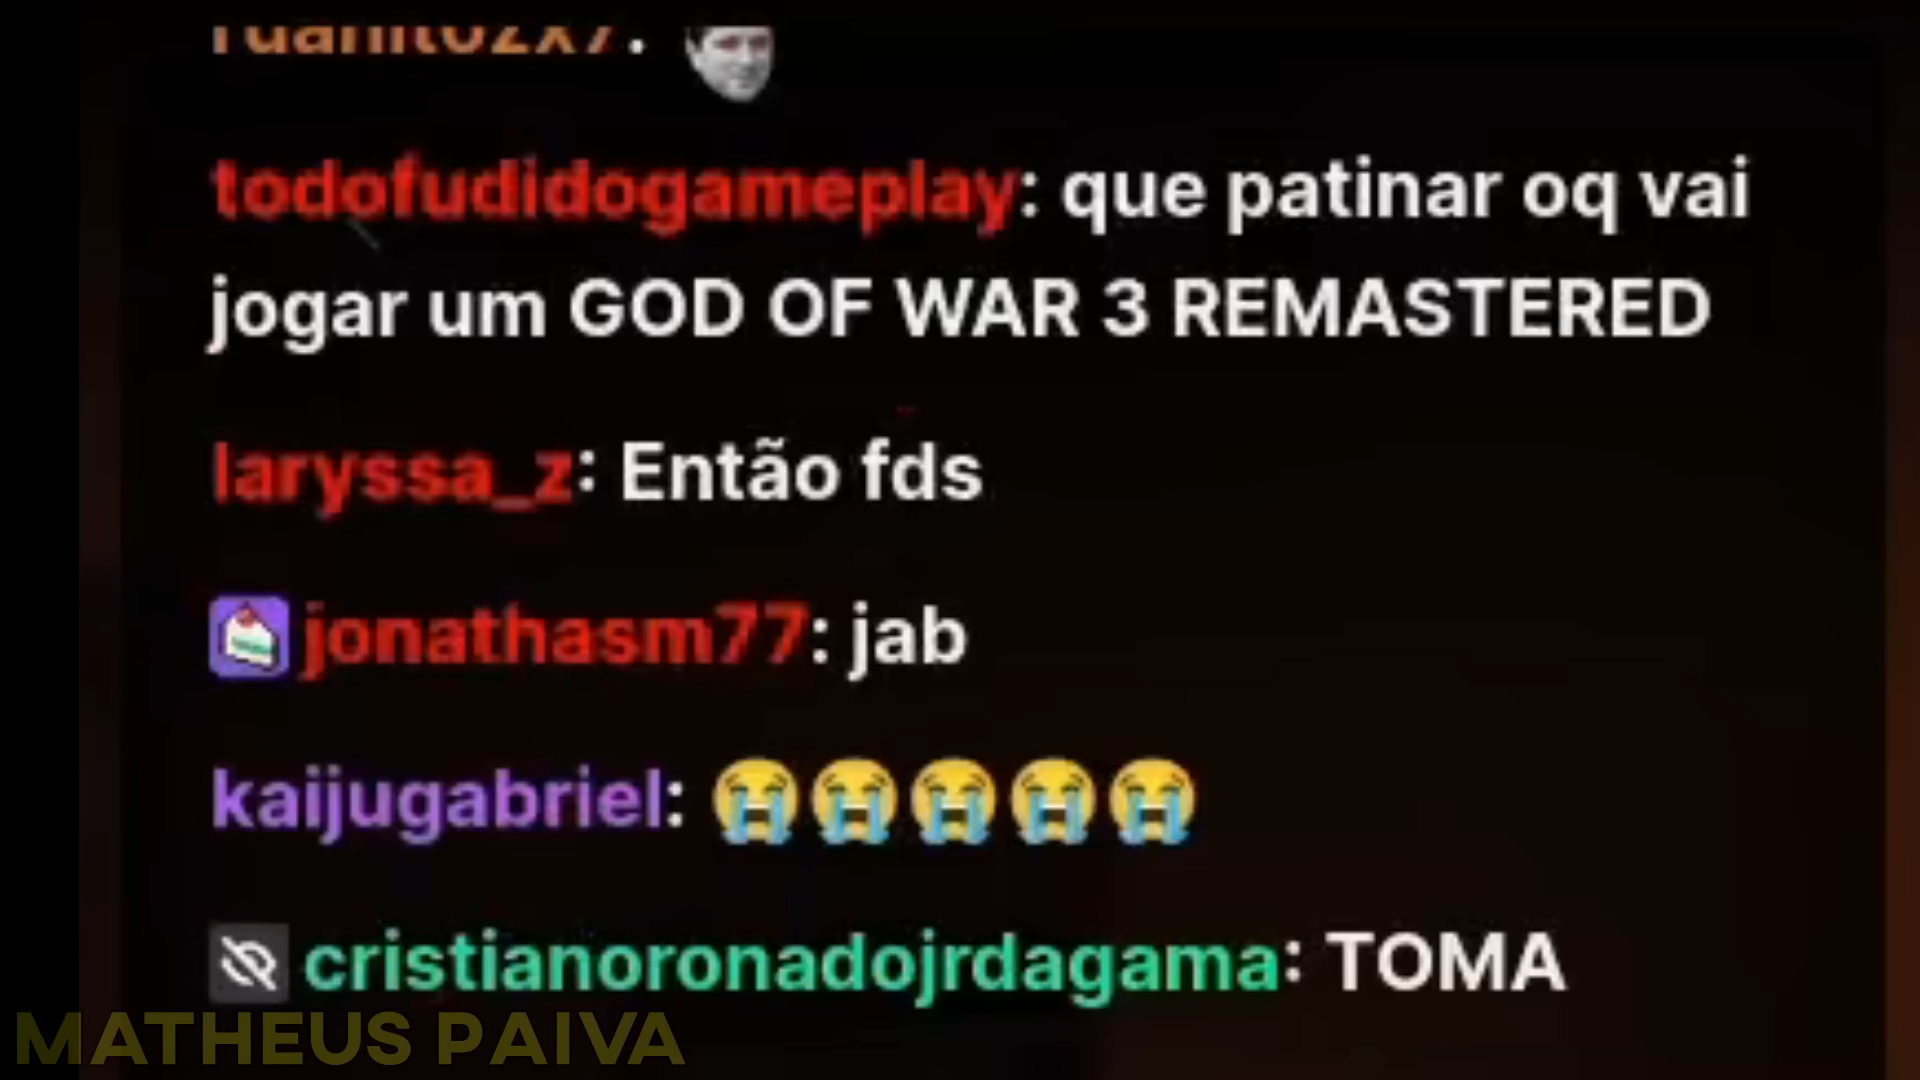 todofudidogameplay: que patinar oq vai
jogar um GOD OF WAR 3 REMASTERED
laryssa_z: Então fds
jonathasm77: jab
kaijugabriel: 😭😭😭😭😭
cristianoronadojrdagama: TOMA
MATHEUS PAIVA